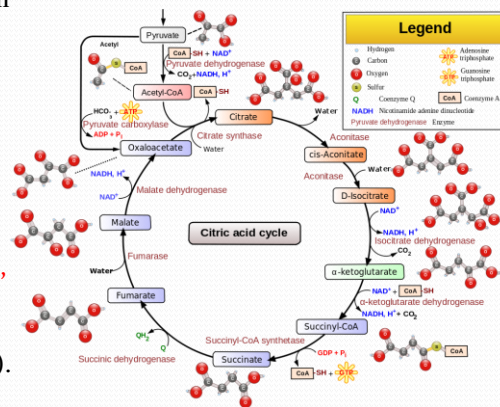 n
Pyruvate
CoA-SH + NAD⁺
Pyruvate dehydrogenase
CO₂+NADH, H⁺
Acetyl
CoA
Acetyl-CoA
CoA-SH
HCO₃⁻ + ATP
Pyruvate carboxylase
ADP + Pᵢ
Citrate
Citrate synthase
Water
Oxaloacetate
Water
Aconitase
cis-Aconitate
Aconitase
Water
D-Isocitrate
NAD⁺
NADH, H⁺
Isocitrate dehydrogenase
CO₂
α-ketoglutarate
NAD⁺ + CoA-SH
α-ketoglutarate dehydrogenase
NADH, H⁺+ CO₂
Succinyl-CoA
CoA
Succinyl-CoA synthetase
GDP + Pᵢ
CoA-SH + GTP
Succinate
QH₂
Q
Succinic dehydrogenase
Fumarate
Water
Fumarase
Malate
NADH, H⁺
NAD⁺
Malate dehydrogenase
Citric acid cycle
,
).
Legend
Hydrogen
Carbon
Oxygen
Sulfur
Q Coenzyme Q
NADH Nicotinamide adenine dinucleotide
Pyruvate dehydrogenase Enzyme
ATP Adenosine triphosphate
GTP Guanosine triphosphate
CoA Coenzyme A